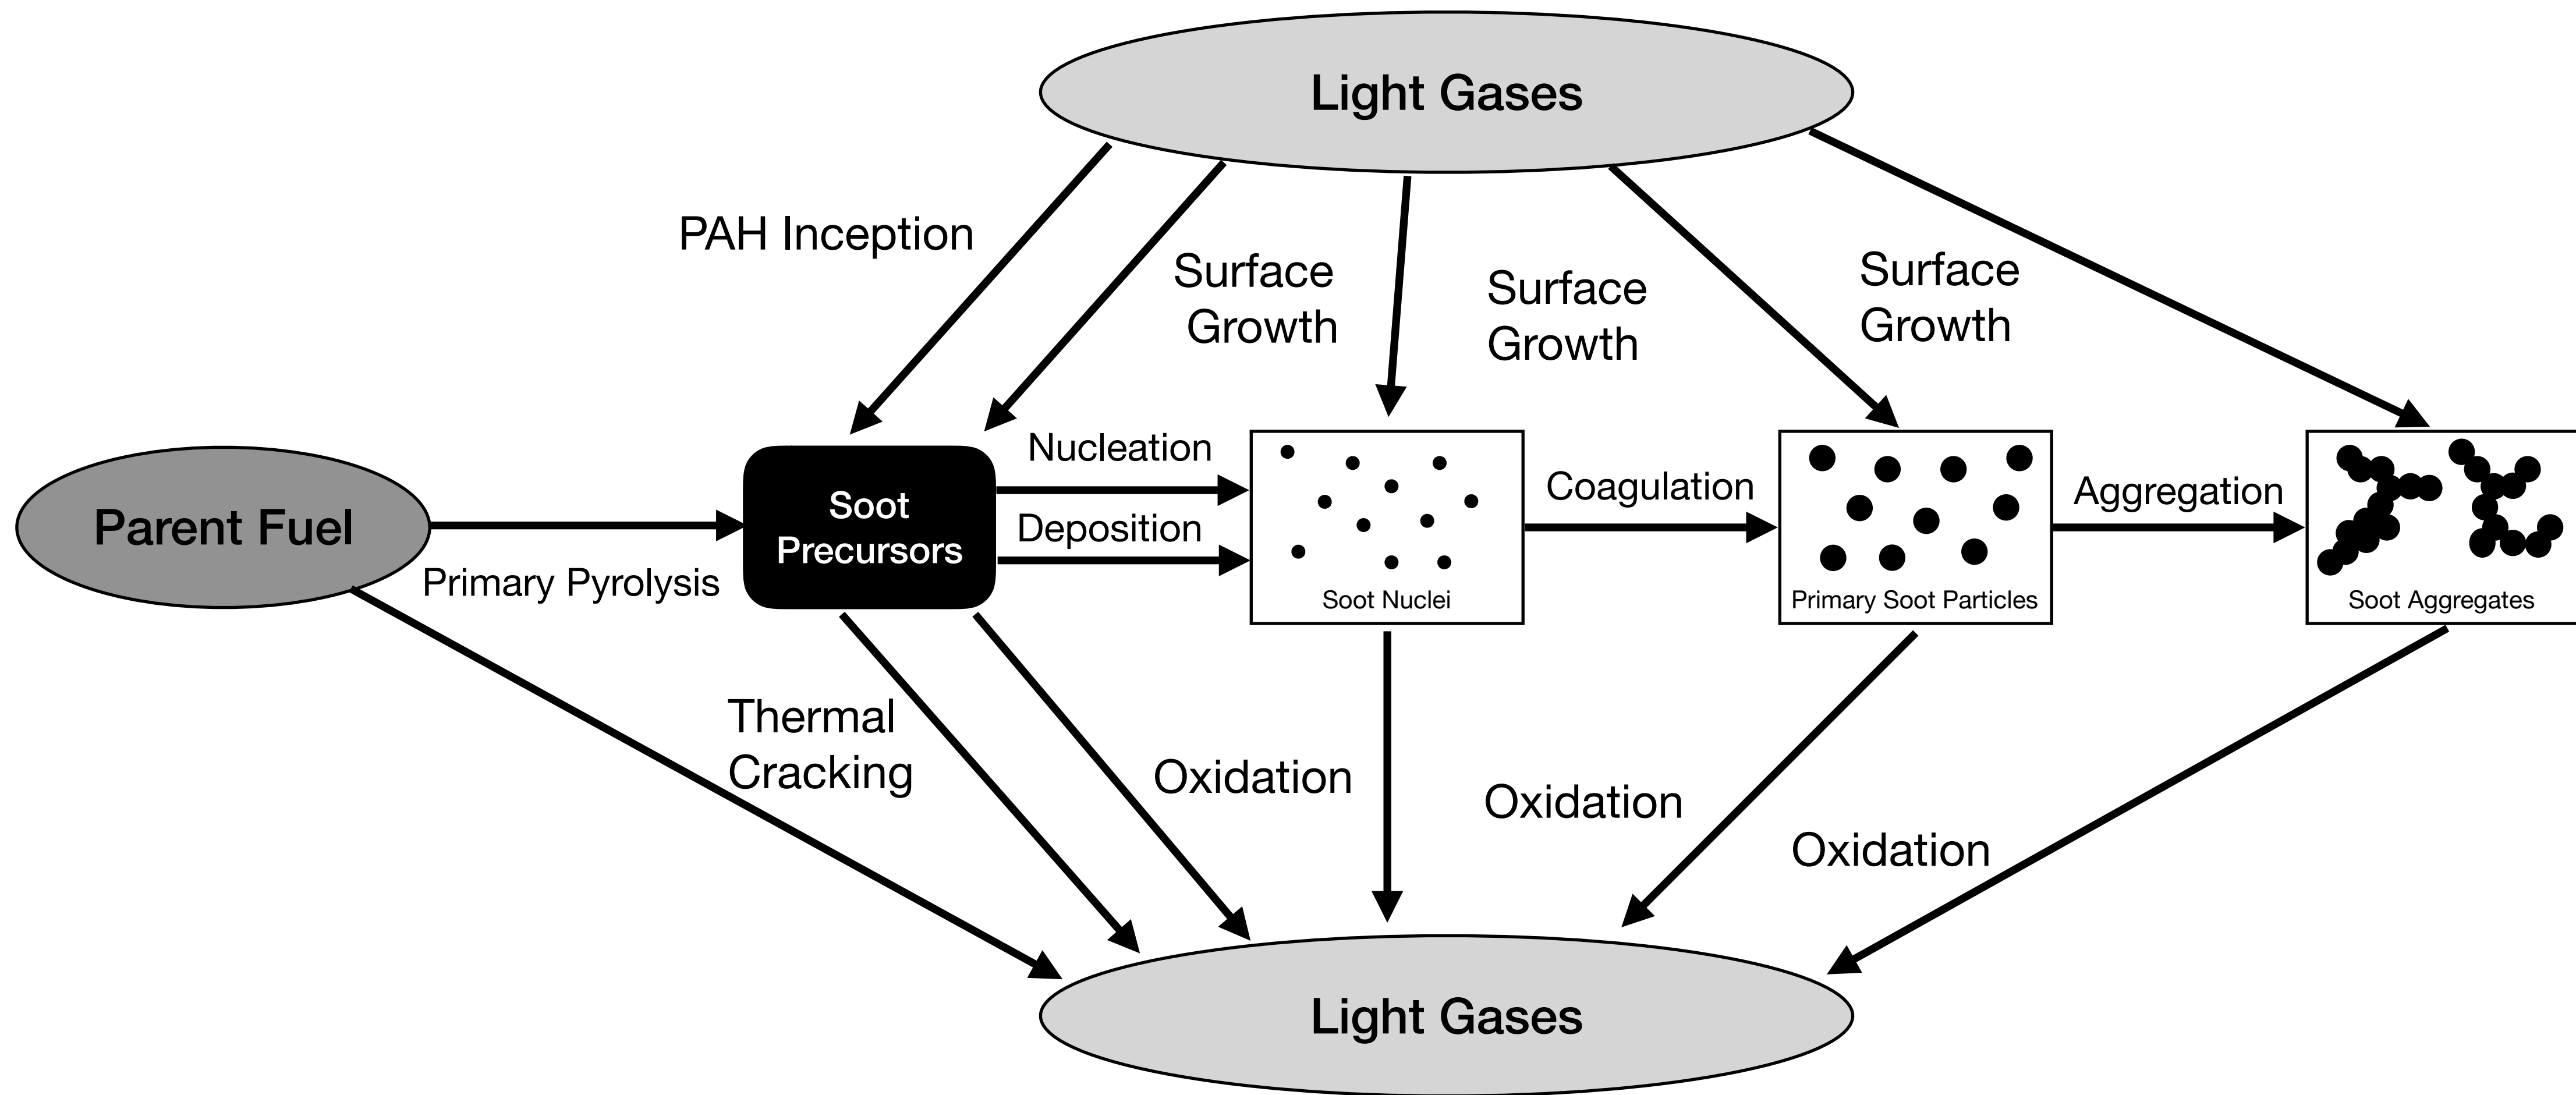 Light Gases
PAH Inception
Surface
Growth
Surface
Growth
Surface
Growth
Parent Fuel
Primary Pyrolysis
Soot
Precursors
Nucleation
Deposition
Soot Nuclei
Coagulation
Primary Soot Particles
Aggregation
Soot Aggregates
Thermal
Cracking
Oxidation
Oxidation
Oxidation
Light Gases